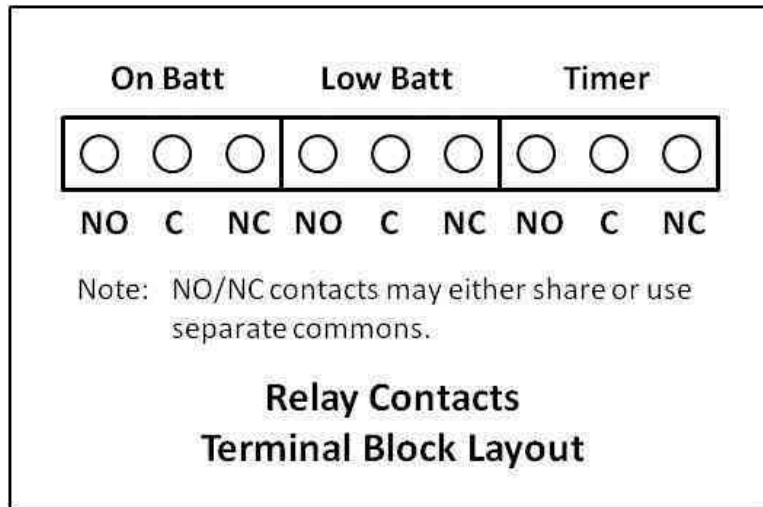 On Batt Low Batt Timer
NO C NC NO C NC NO C NC
Note: NO/NC contacts may either share or use
separate commons.
Relay Contacts
Terminal Block Layout